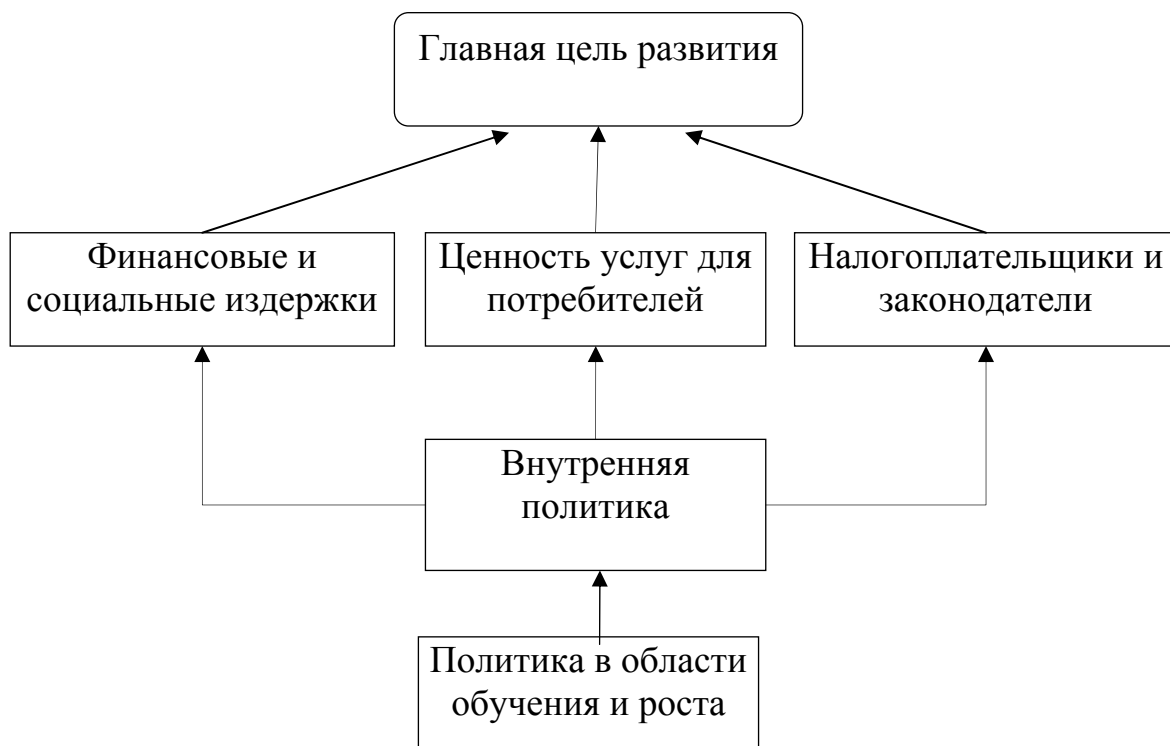 Главная цель развития
Финансовые и
социальные издержки
Ценность услуг для
потребителей
Налогоплательщики и
законодатели
Внутренняя
политика
Политика в области
обучения и роста